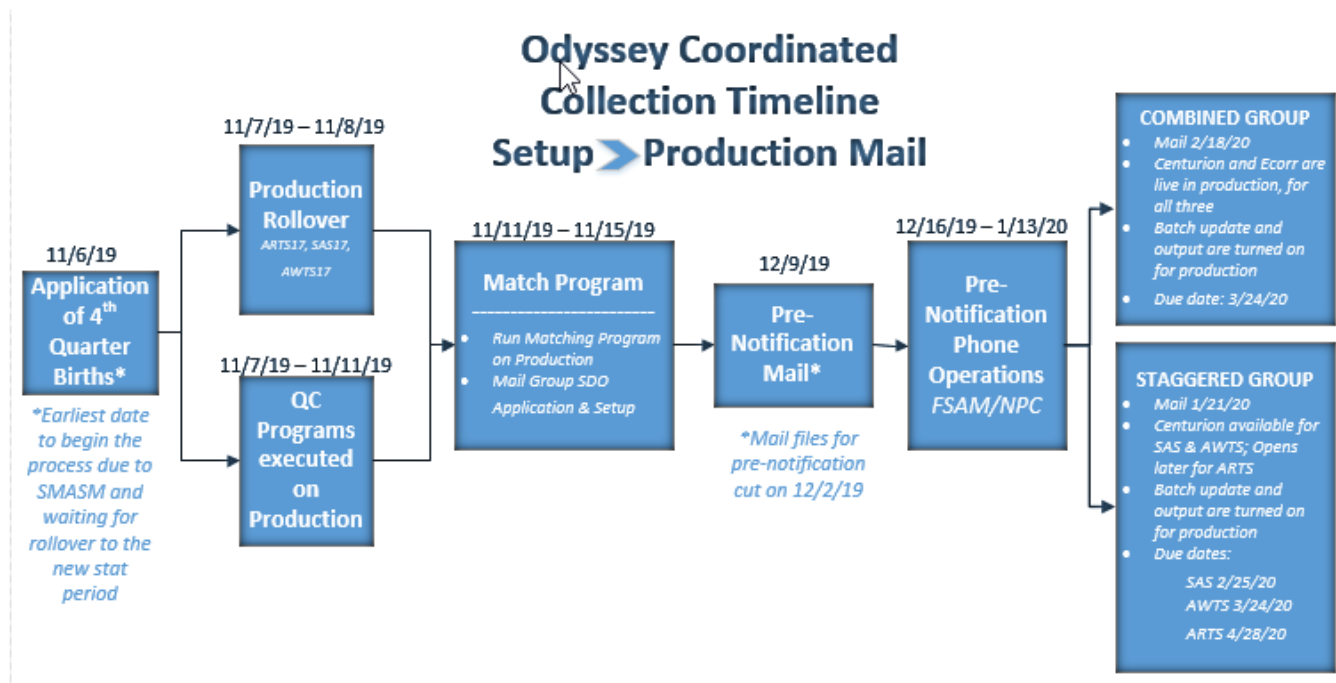 Odyssey Coordinated
Collection Timeline
Setup Production Mail
11/6/19
Application
of 4th
Quarter
Births*
*Earliest date
to begin the
process due to
SMASM and
waiting for
rollover to the
new stat
period
11/7/19 – 11/8/19
Production
Rollover
ARTS17, SAS17,
AWTS17
11/7/19 – 11/11/19
QC
Programs
executed
on
Production
11/11/19 – 11/15/19
Match Program
------------------------
• Run Matching Program
on Production
• Mail Group SDO
Application & Setup
12/9/19
Pre-
Notification
Mail*
*Mail files for
pre-notification
cut on 12/2/19
12/16/19 – 1/13/20
Pre-
Notification
Phone
Operations
FSAM/NPC
COMBINED GROUP
• Mail 2/18/20
• Centurion and Ecorr are
live in production, for
all three
• Batch update and
output are turned on
for production
• Due date: 3/24/20
STAGGERED GROUP
• Mail 1/21/20
• Centurion available for
SAS & AWTS; Opens
later for ARTS
• Batch update and
output are turned on
for production
• Due dates:
SAS 2/25/20
AWTS 3/24/20
ARTS 4/28/20